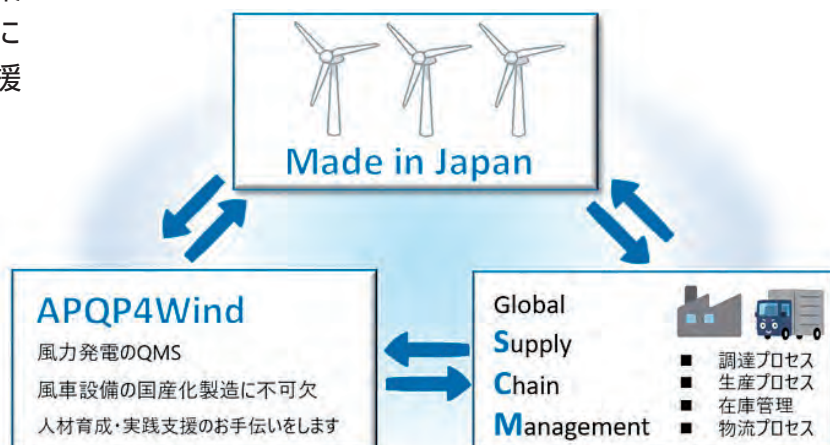 に
援
Made in Japan
APQP4Wind
風力発電のQMS
風車設備の国産化製造に不可欠
人材育成・実践支援のお手伝いをします
Global
Supply
Chain
Management
■ 調達プロセス
■ 生産プロセス
■ 在庫管理
■ 物流プロセス